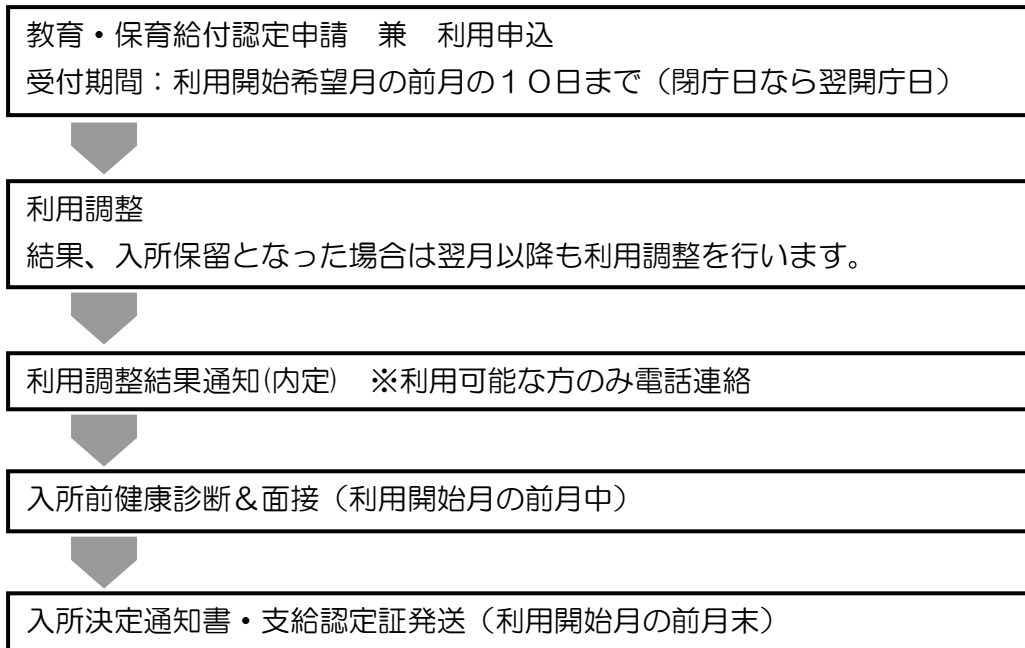 教育・保育給付認定申請　兼　利用申込
受付期間：利用開始希望月の前月の１０日まで（閉庁日なら翌開庁日）
利用調整
結果、入所保留となった場合は翌月以降も利用調整を行います。
利用調整結果通知(内定)　※利用可能な方のみ電話連絡
入所前健康診断＆面接（利用開始月の前月中）
入所決定通知書・支給認定証発送（利用開始月の前月末）